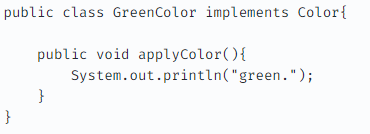 public class GreenColor implements Color{
public void applyColor(){
System.out.println("green.");
}
}